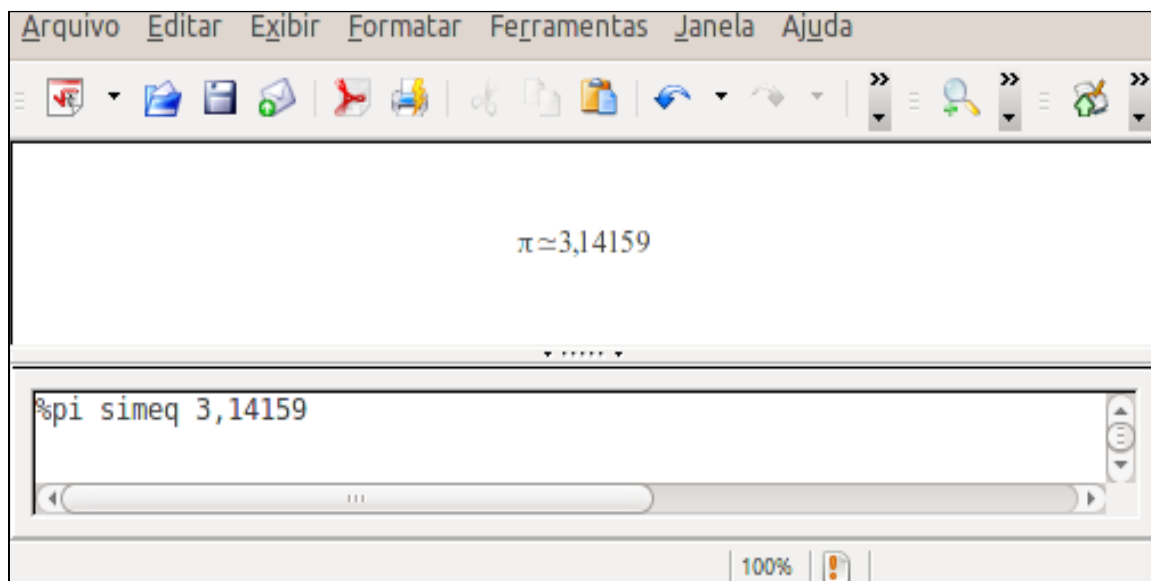 Arquivo Editar Exibir Formatar Ferramentas Janela Ajuda
π≃3,14159
%pi simeq 3,14159
100%